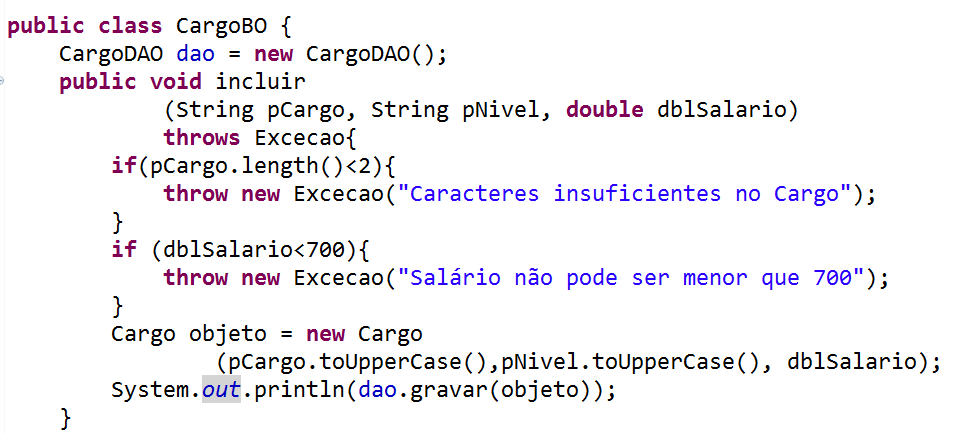 public class CargoBO {
    CargoDAO dao = new CargoDAO();
    public void incluir
            (String pCargo, String pNivel, double dblSalario)
            throws Excecao{
        if(pCargo.length()<2){
            throw new Excecao("Caracteres insuficientes no Cargo");
        }
        if (dblSalario<700){
            throw new Excecao("Salário não pode ser menor que 700");
        }
        Cargo objeto = new Cargo
                (pCargo.toUpperCase(),pNivel.toUpperCase(), dblSalario);
        System.out.println(dao.gravar(objeto));
    }